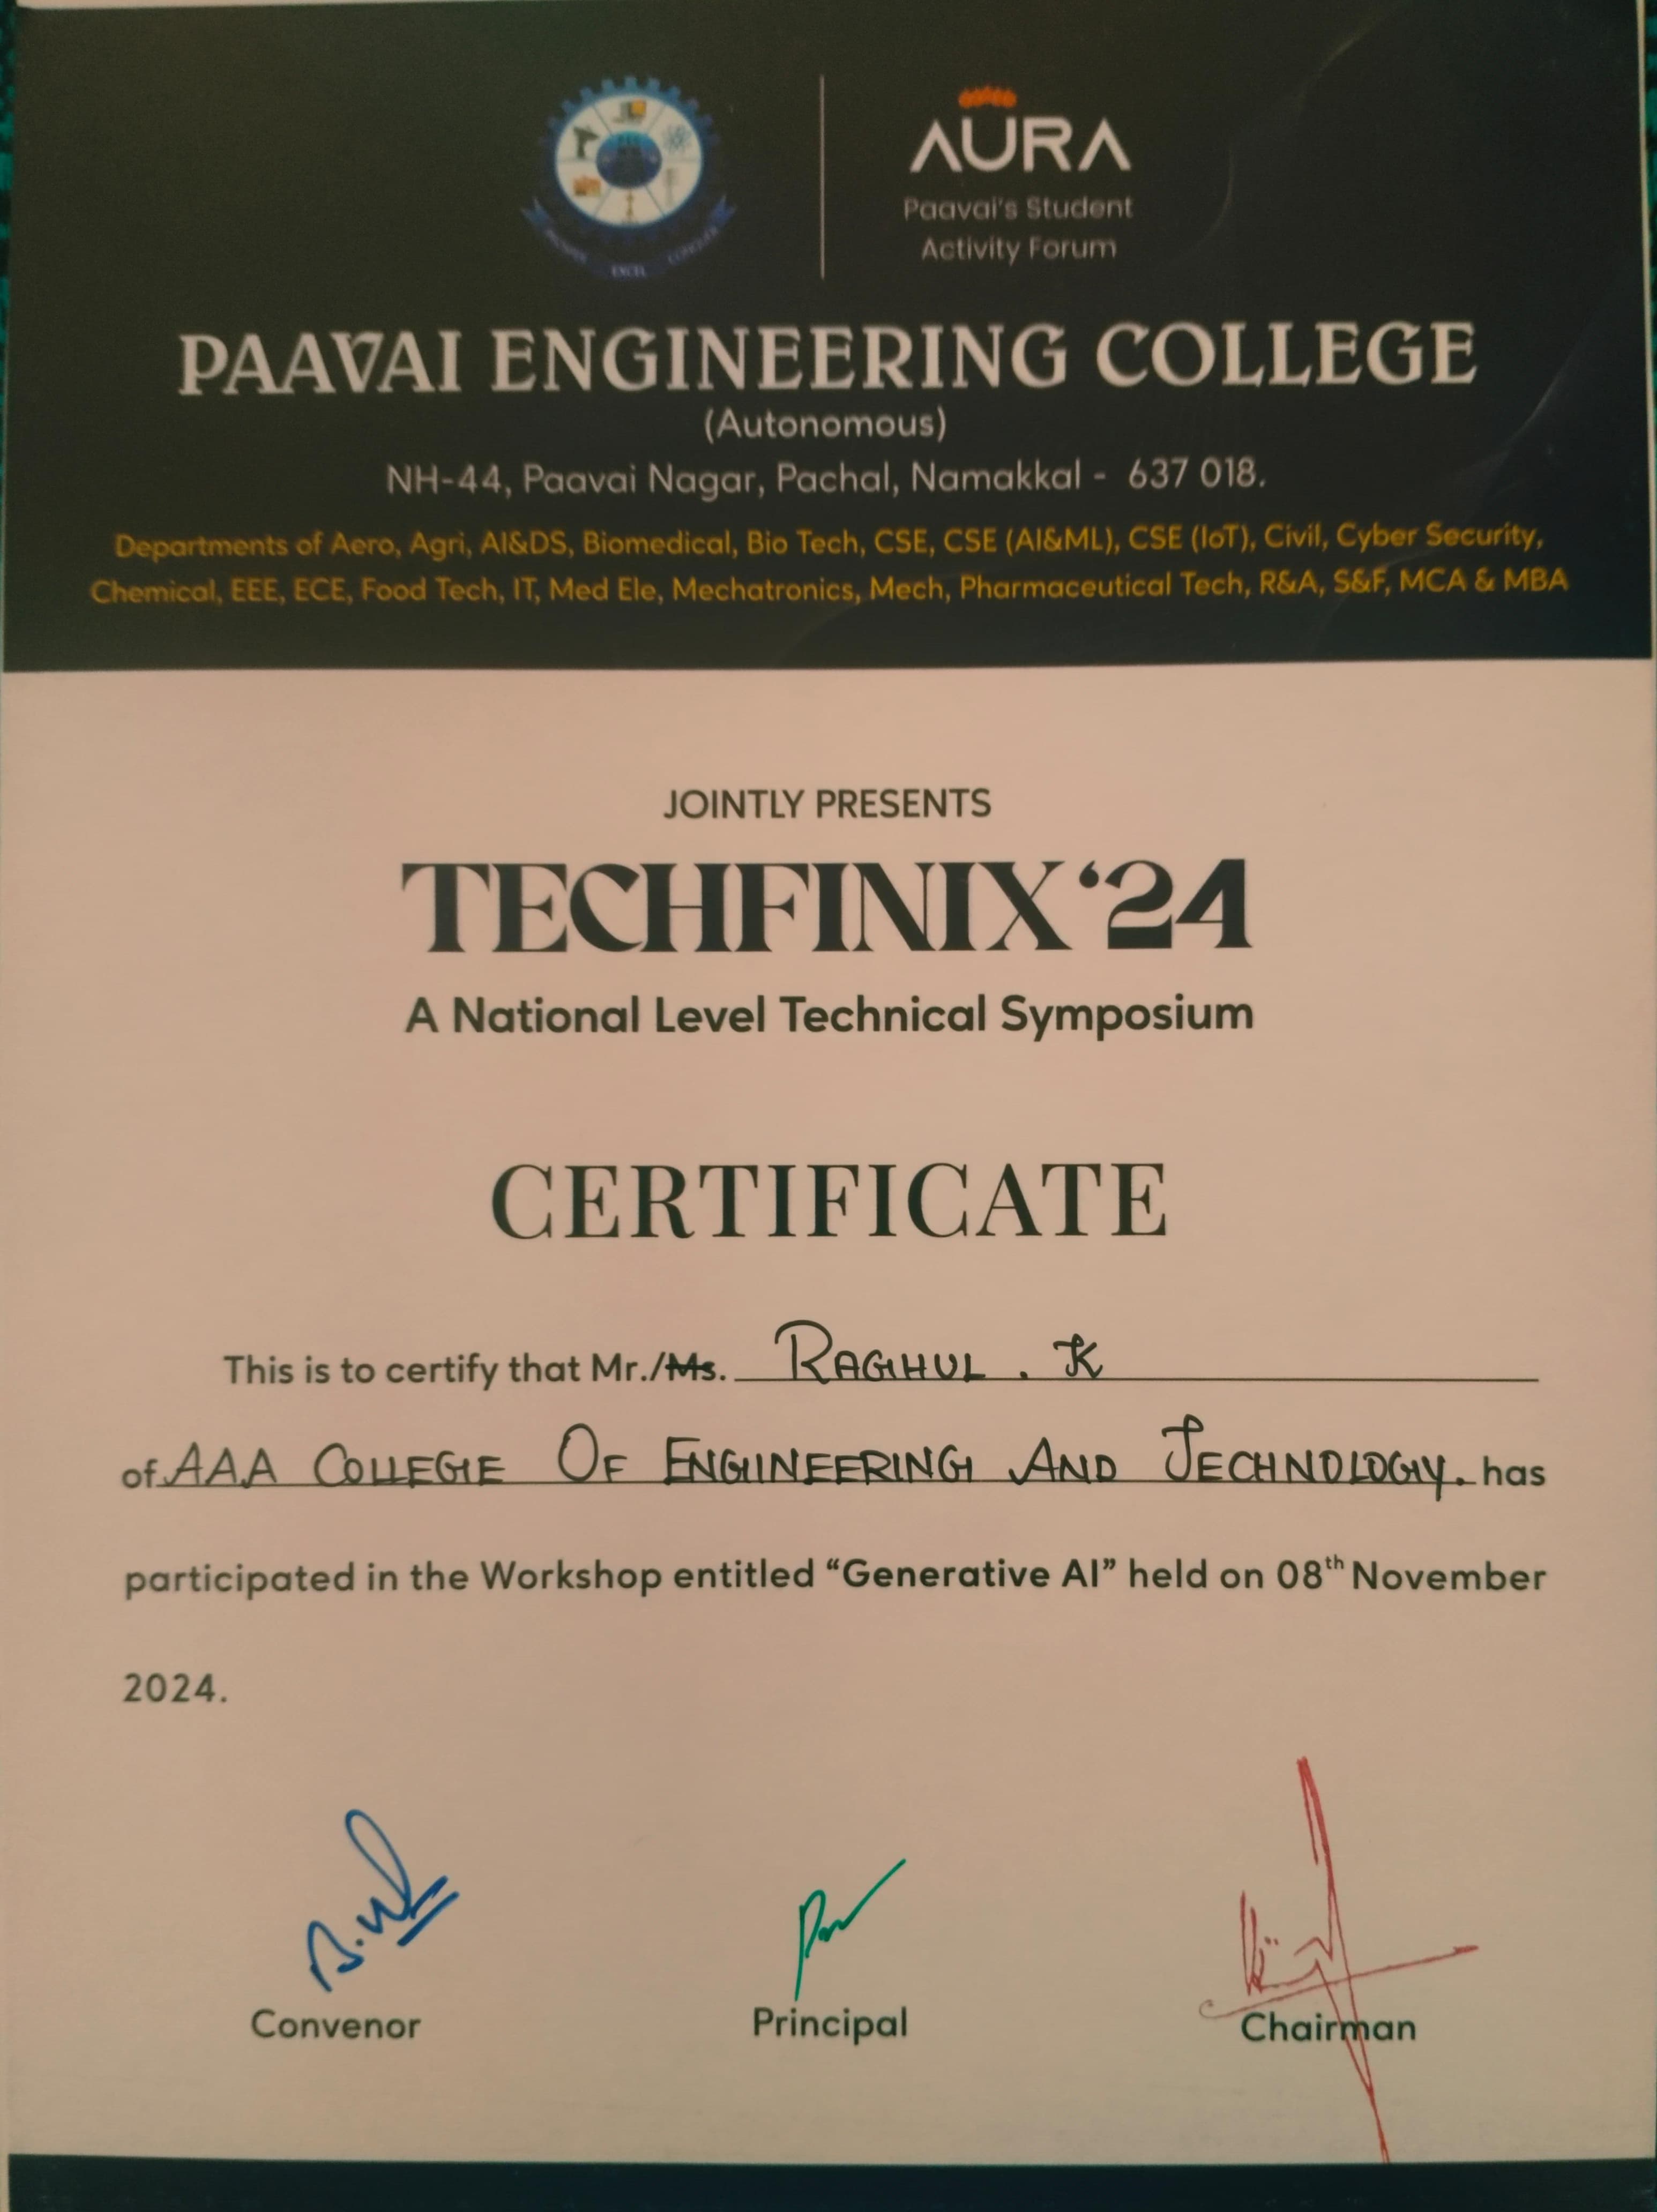 EXCEL
AURA
Paavai's Student
Activity Forum
PAAVAI ENGINEERING COLLEGE
(Autonomous)
NH-44, Paavai Nagar, Pachal, Namakkal - 637 018.
Departments of Aero, Agri, AI&DS, Biomedical, Bio Tech, CSE, CSE (AI&ML), CSE (IoT), Civil, Cyber Security,
Chemical, EEE, ECE, Food Tech, IT, Med Ele, Mechatronics, Mech, Pharmaceutical Tech, R&A, S&F, MCA & MBA
JOINTLY PRESENTS
TECHFINIX ‘24
A National Level Technical Symposium
CERTIFICATE
This is to certify that Mr./Ms. RAGHUL . K
of AAA COLLEGE OF ENGINEERING AND TECHNOLOGY. has
participated in the Workshop entitled “Generative AI” held on 08th November
2024.
Convenor Principal Chairman